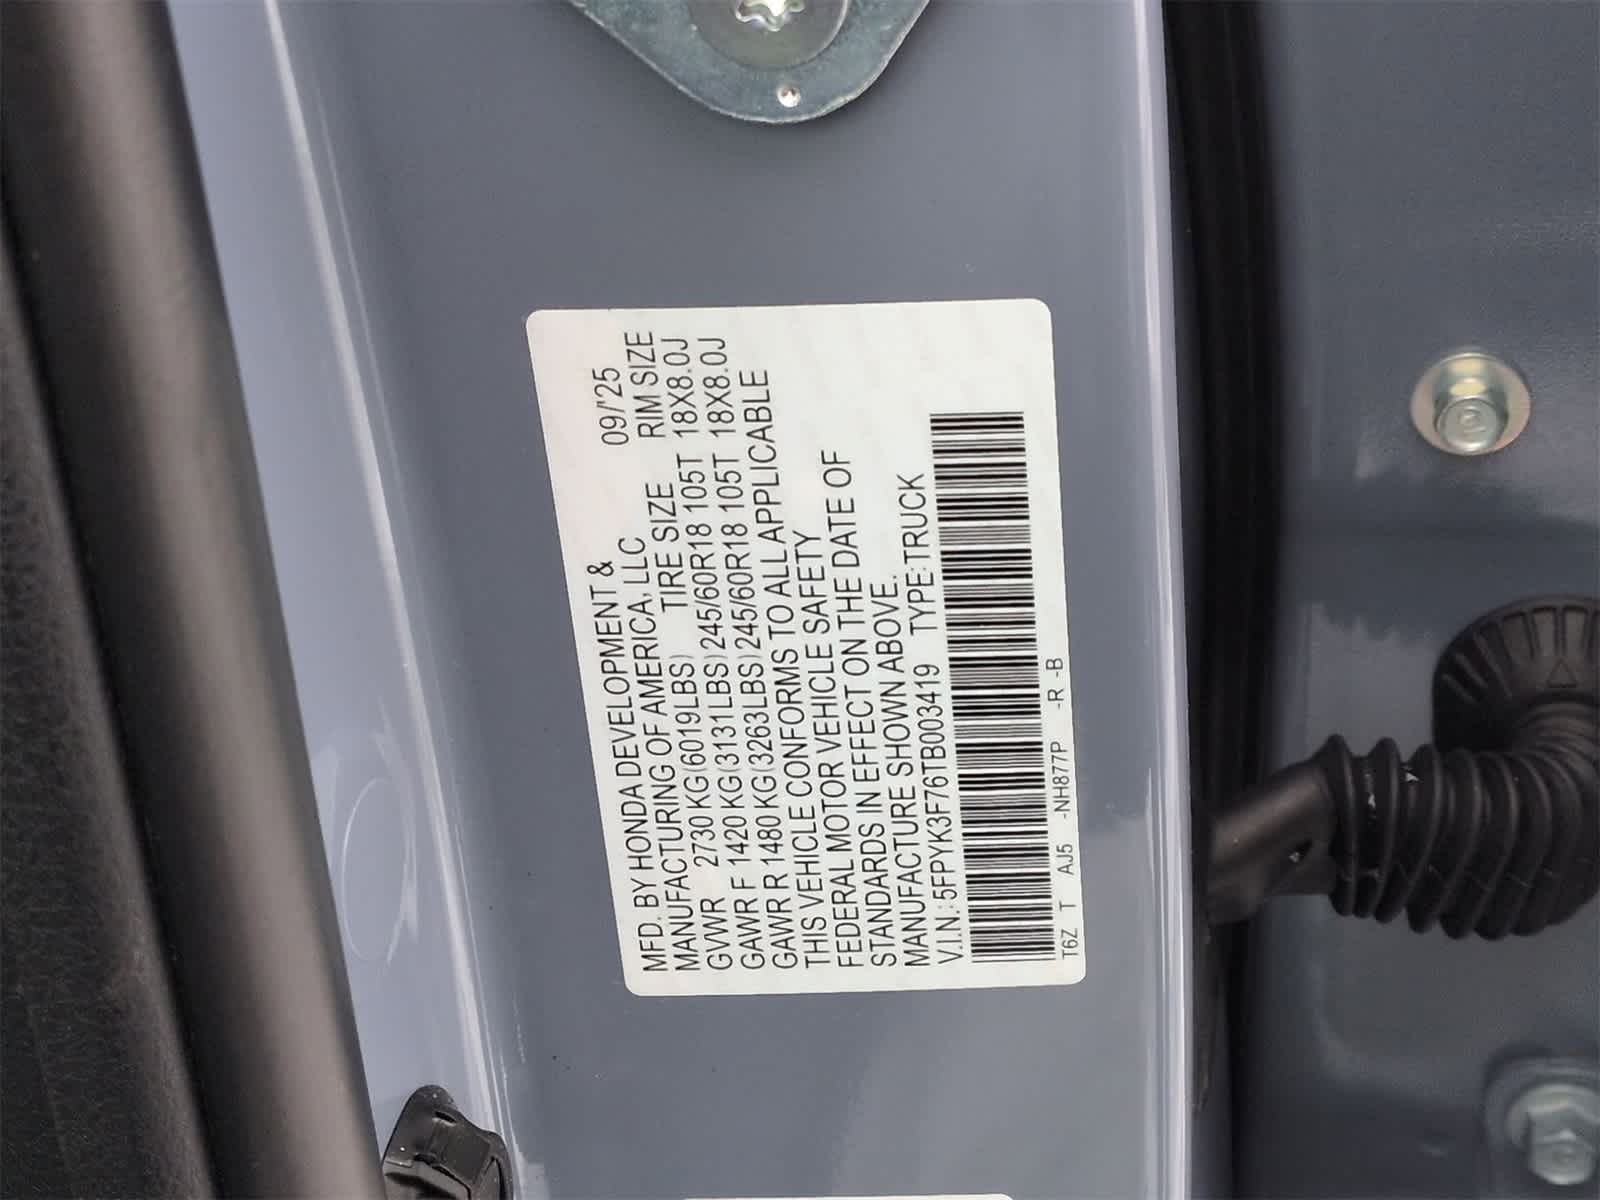 MFD. BY HONDA DEVELOPMENT & 09/'25
MANUFACTURING OF AMERICA, LLC
GVWR 2730 KG (6019LBS) TIRE SIZE RIM SIZE
GAWR F 1420 KG (3131LBS) 245/60R18 105T 18X8.0J
GAWR R 1480 KG (3263LBS) 245/60R18 105T 18X8.0J
THIS VEHICLE CONFORMS TO ALL APPLICABLE
FEDERAL MOTOR VEHICLE SAFETY
STANDARDS IN EFFECT ON THE DATE OF
MANUFACTURE SHOWN ABOVE.
V.I.N.: 5FPYK3F76TB003419 TYPE: TRUCK
T6Z T AJ5 -NH877P -R -B